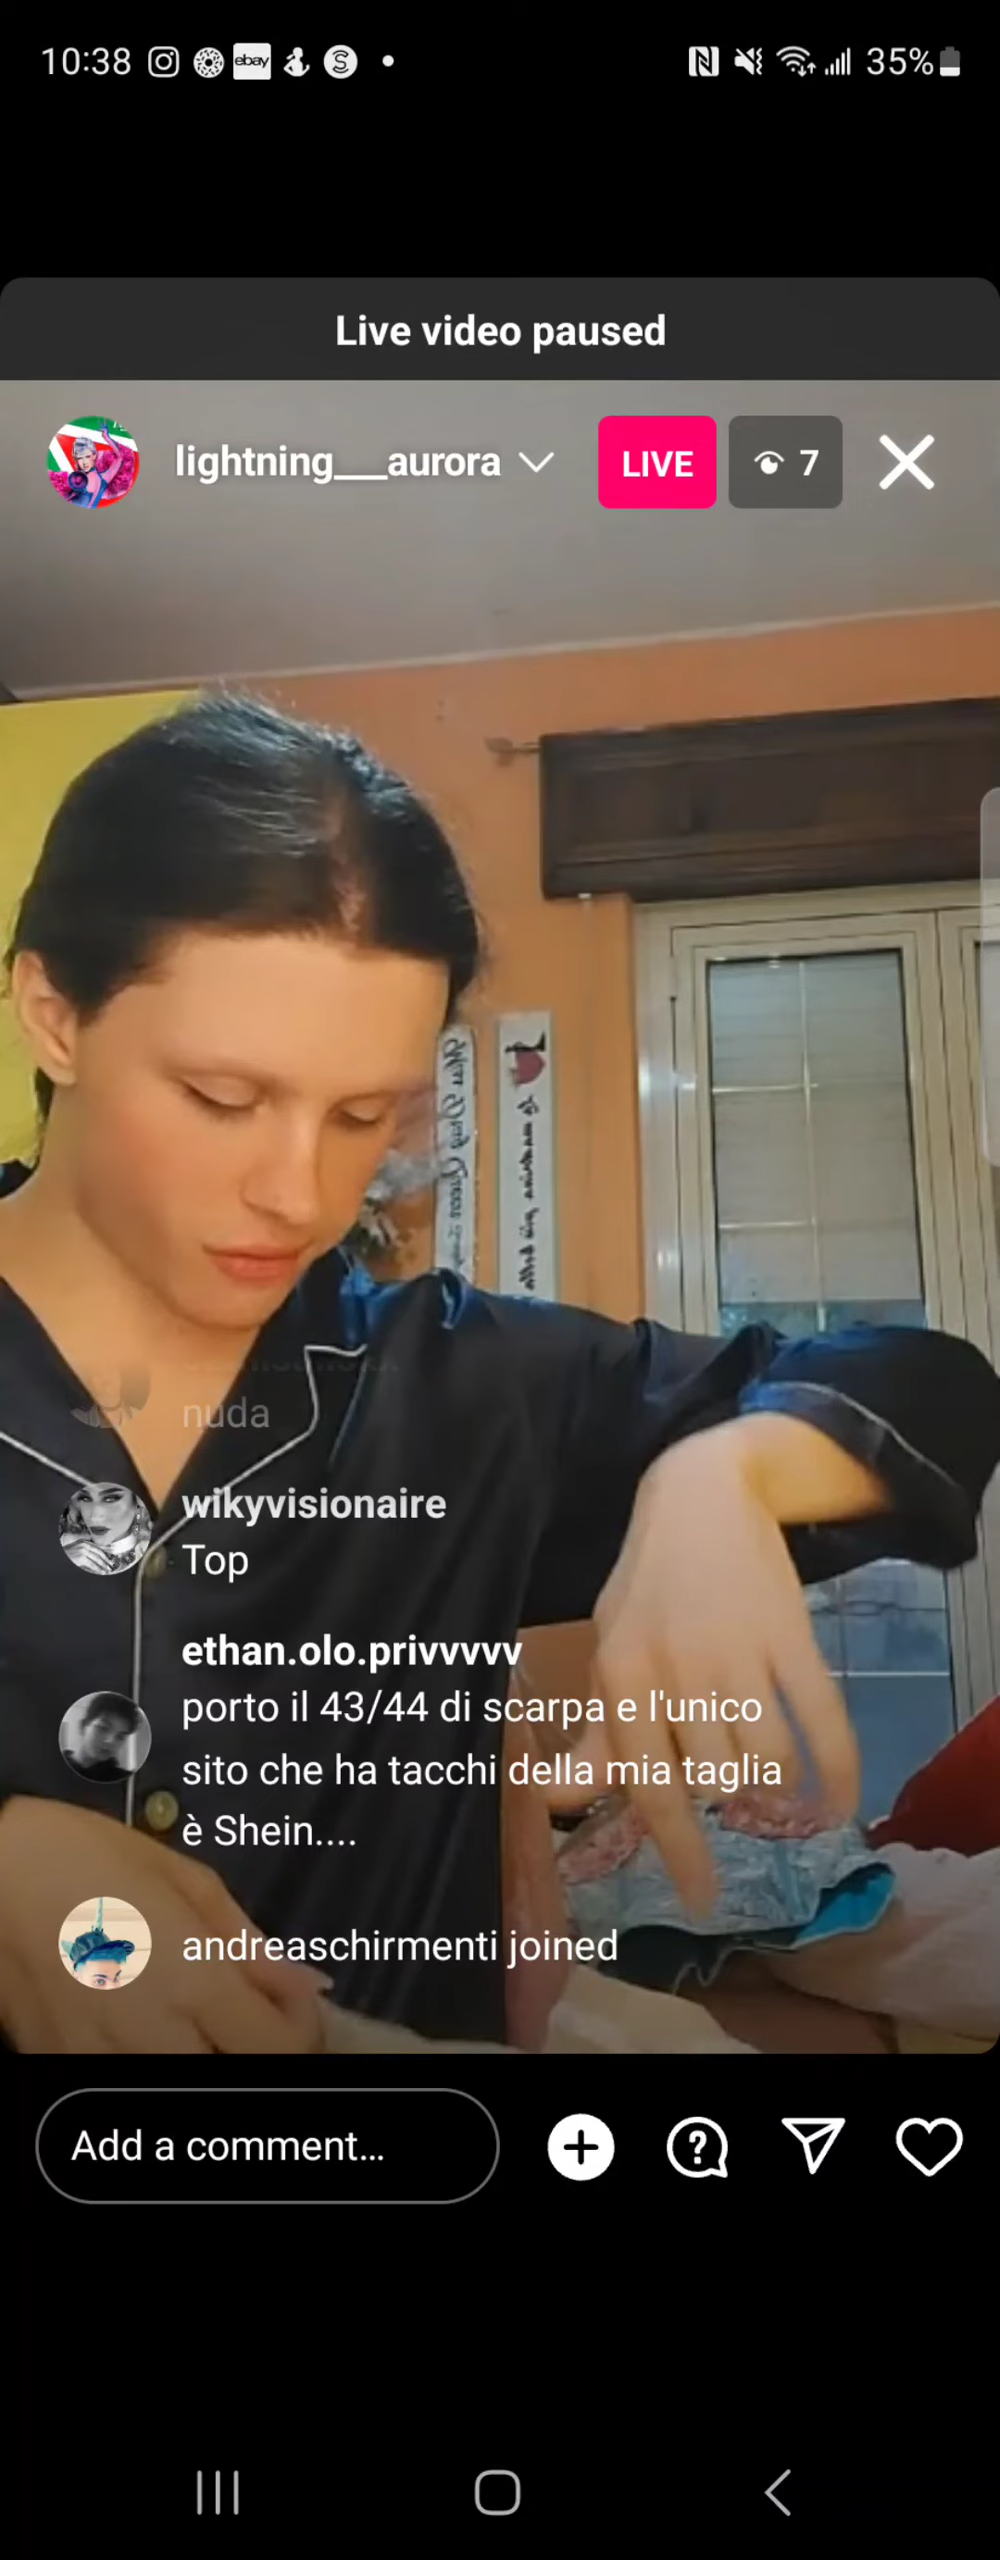 10:38
ebay
35%
Live video paused
lightning__aurora
LIVE
7
nuda
wikyvisionaire
Top
ethan.olo.privvvvv
porto il 43/44 di scarpa e l'unico
sito che ha tacchi della mia taglia
è Shein....
andreaschirmenti joined
Add a comment...